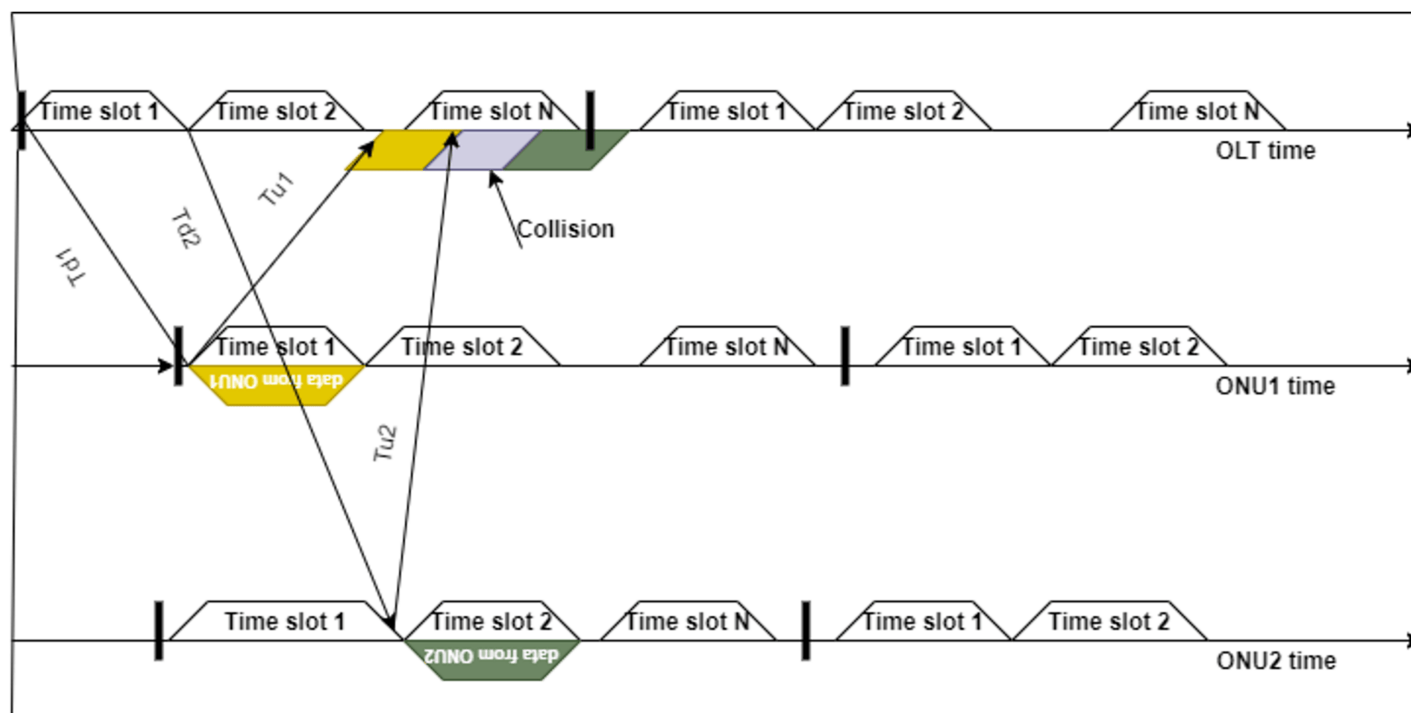 Time slot 1
Time slot 2
Time slot N
Time slot 1
Time slot 2
Time slot N
OLT time
Tu1
Td2
Td1
Collision
Time slot 1
Time slot 2
Time slot N
Time slot 1
Time slot 2
data from ONU1
ONU1 time
Tu2
Time slot 1
Time slot 2
Time slot N
Time slot 1
Time slot 2
data from ONU2
ONU2 time